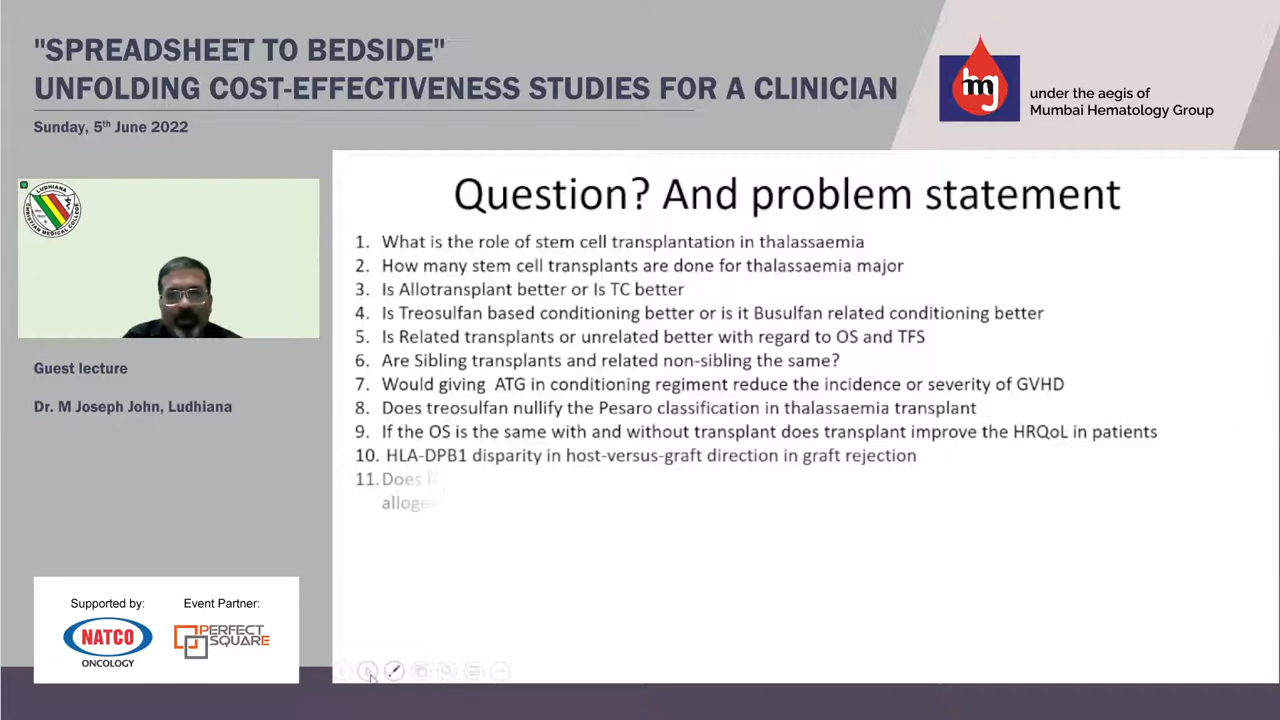 "SPREADSHEET TO BEDSIDE"
UNFOLDING COST-EFFECTIVENESS STUDIES FOR A CLINICIAN
Sunday, 5th June 2022
mg
under the aegis of
Mumbai Hematology Group
LUDHIANA
CHRISTIAN MEDICAL COLLEGE
Guest lecture
Dr. M Joseph John, Ludhiana
Supported by:
Event Partner:
NATCO
ONCOLOGY
PERFECT
SQUARE
Question? And problem statement
1. What is the role of stem cell transplantation in thalassaemia
2. How many stem cell transplants are done for thalassaemia major
3. Is Allotransplant better or Is TC better
4. Is Treosulfan based conditioning better or is it Busulfan related conditioning better
5. Is Related transplants or unrelated better with regard to OS and TFS
6. Are Sibling transplants and related non-sibling the same?
7. Would giving ATG in conditioning regiment reduce the incidence or severity of GVHD
8. Does treosulfan nullify the Pesaro classification in thalassaemia transplant
9. If the OS is the same with and without transplant does transplant improve the HRQoL in patients
10. HLA-DPB1 disparity in host-versus-graft direction in graft rejection
11. Does